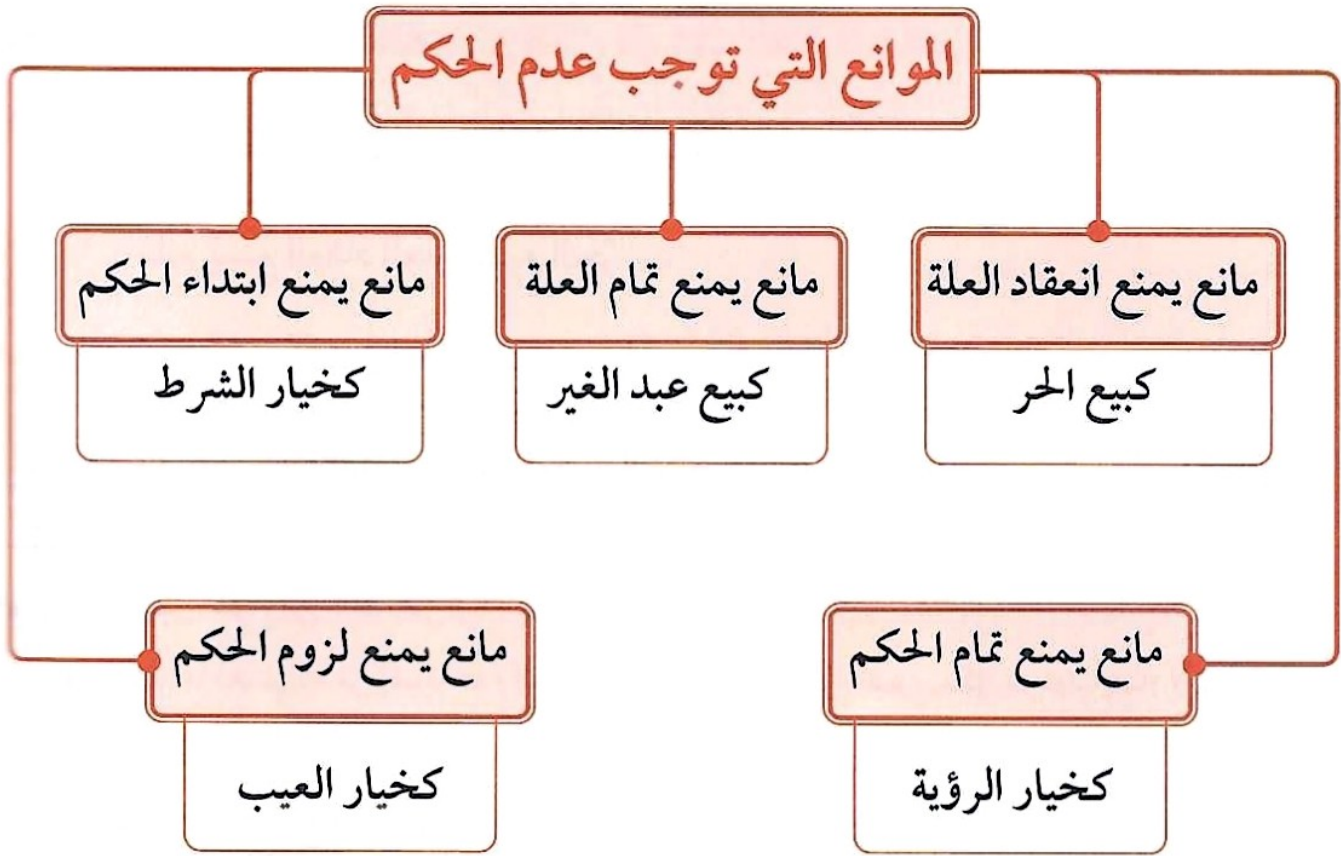 الموانع التي توجب عدم الحكم
مانع يمنع انعقاد العلة
كبيع الحر
مانع يمنع تمام العلة
كبيع عبد الغير
مانع يمنع ابتداء الحكم
كخيار الشرط
مانع يمنع تمام الحكم
كخيار الرؤية
مانع يمنع لزوم الحكم
كخيار العيب